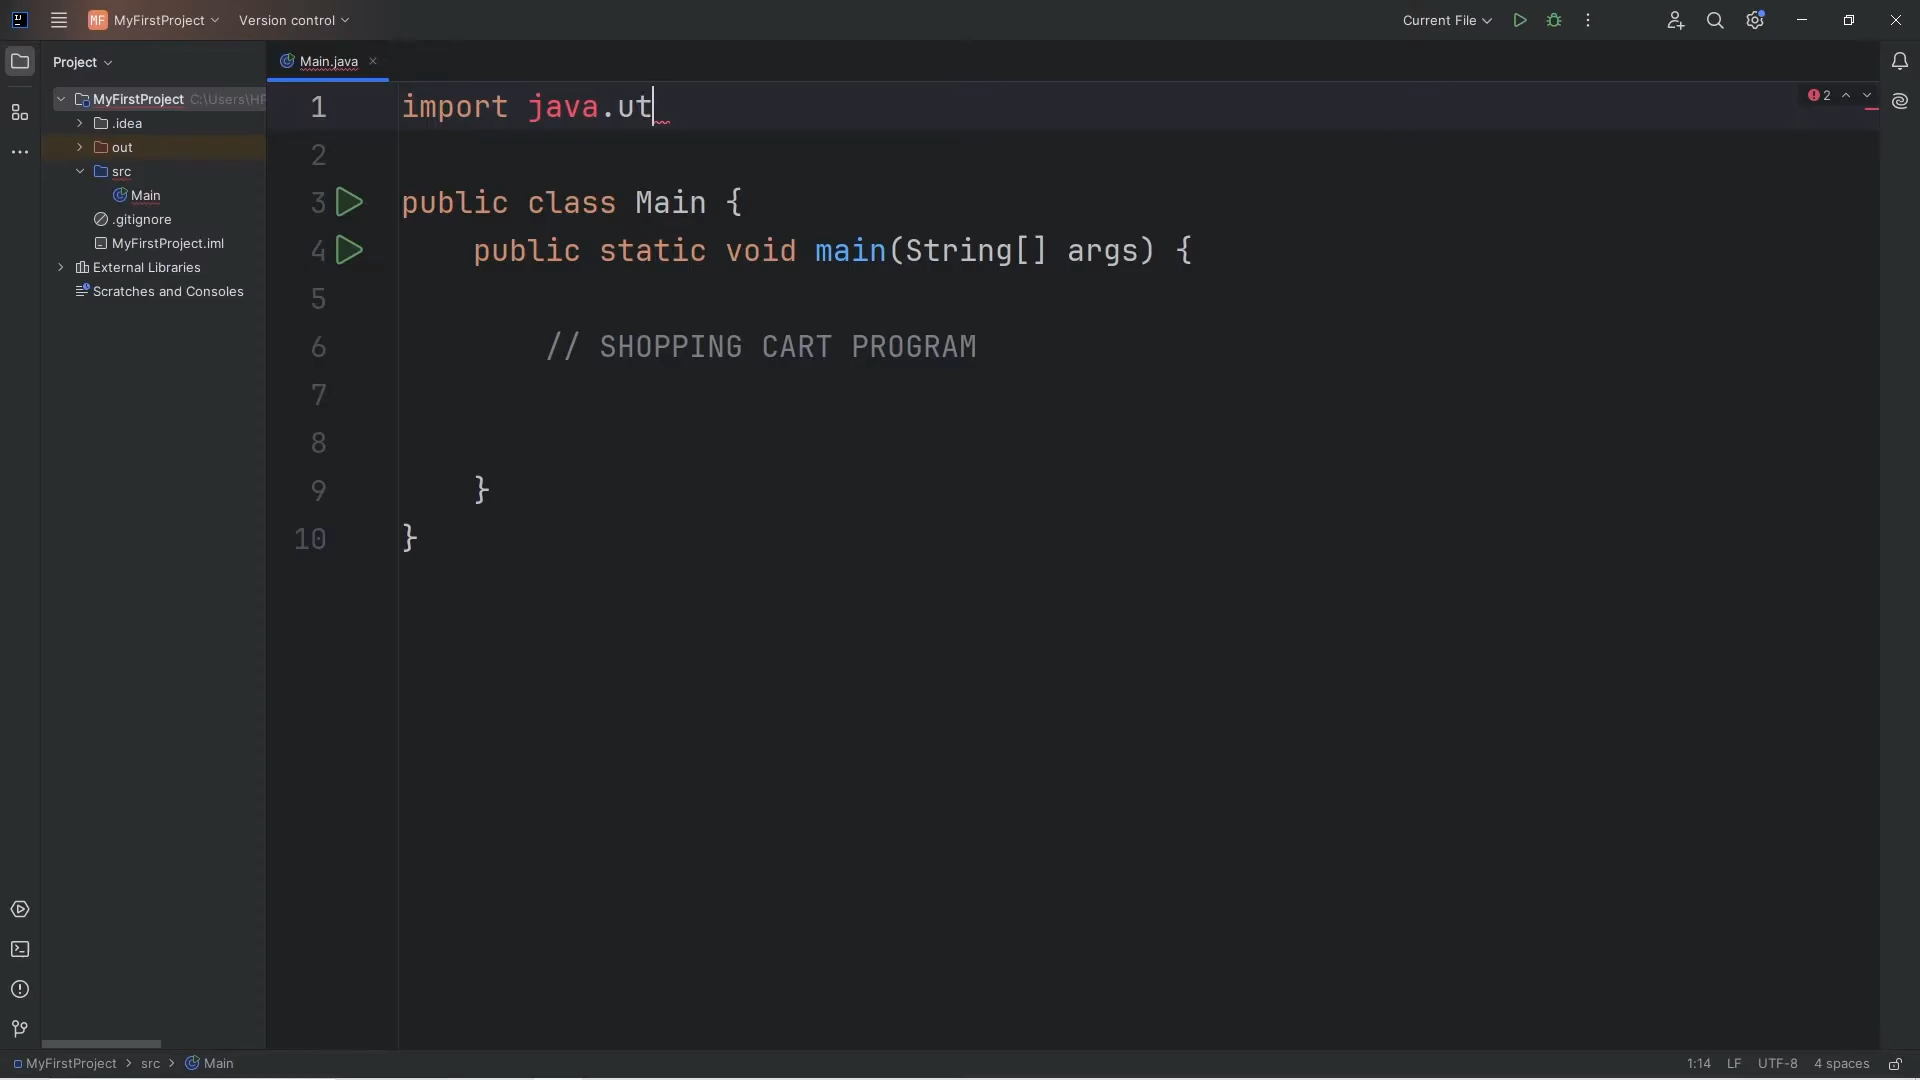 MF MyFirstProject Version control Current File
Project Main.java
MyFirstProject C:\Users\HP
.idea
out
src
Main
.gitignore
MyFirstProject.iml
External Libraries
Scratches and Consoles
1 import java.ut
2
3 public class Main {
4 public static void main(String[] args) {
5
6 // SHOPPING CART PROGRAM
7
8
9 }
10 }
2
MyFirstProject > src > Main 1:14 LF UTF-8 4 spaces